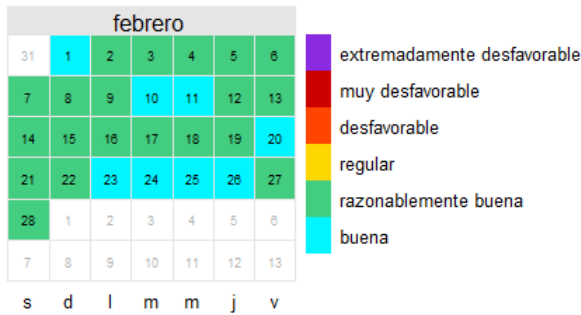 febrero
31 1 2 3 4 5 6
7 8 9 10 11 12 13
14 15 16 17 18 19 20
21 22 23 24 25 26 27
28 1 2 3 4 5 6
7 8 9 10 11 12 13
s d l m m j v
extremadamente desfavorable
muy desfavorable
desfavorable
regular
razonablemente buena
buena